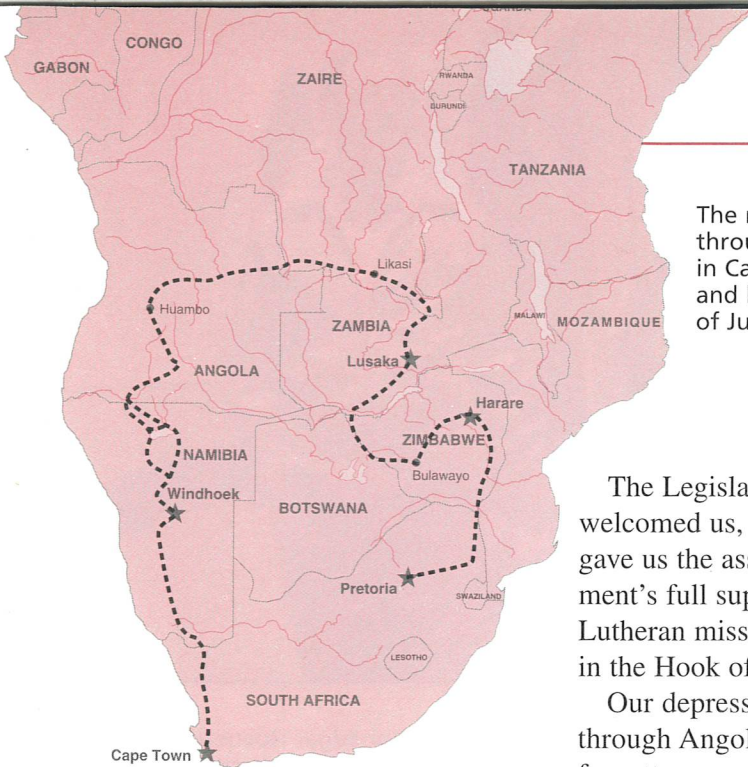 UGANDA
CONGO
GABON
ZAIRE
RWANDA
BURUNDI
TANZANIA
Likasi
Huambo
ZAMBIA
MALAWI
MOZAMBIQUE
Lusaka
ANGOLA
Harare
ZIMBABWE
NAMIBIA
Bulawayo
Windhoek
BOTSWANA
Pretoria
SWAZILAND
LESOTHO
SOUTH AFRICA
Cape Town
The
throu
in Ca
and
of Ju
The Legisla
welcomed us,
gave us the ass
ment's full sup
Lutheran miss
in the Hook of
Our depress
through Angol